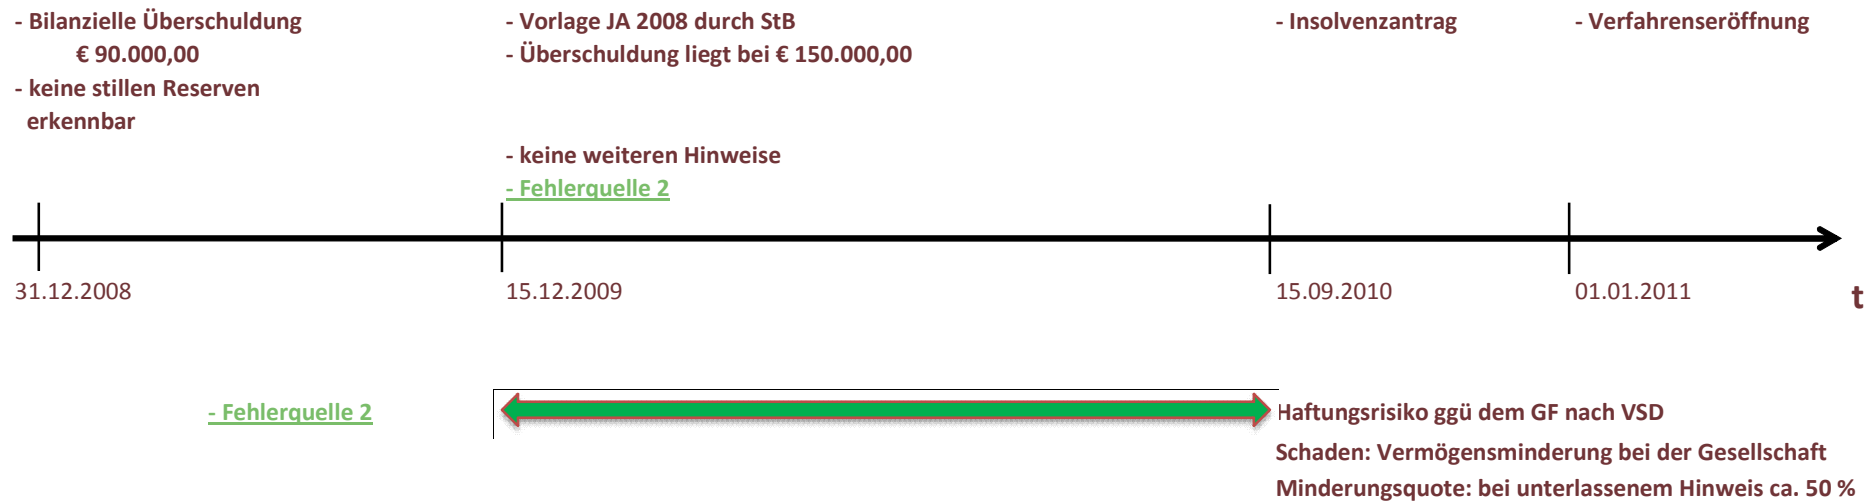 - Bilanzielle Überschuldung
€ 90.000,00
- keine stillen Reserven
erkennbar
- Vorlage JA 2008 durch StB
- Überschuldung liegt bei € 150.000,00
- keine weiteren Hinweise
- Fehlerquelle 2
- Insolvenzantrag
- Verfahrenseröffnung
31.12.2008
15.12.2009
15.09.2010
01.01.2011
t
- Fehlerquelle 2
Haftungsrisiko ggü dem GF nach VSD
Schaden: Vermögensminderung bei der Gesellschaft
Minderungsquote: bei unterlassenem Hinweis ca. 50 %